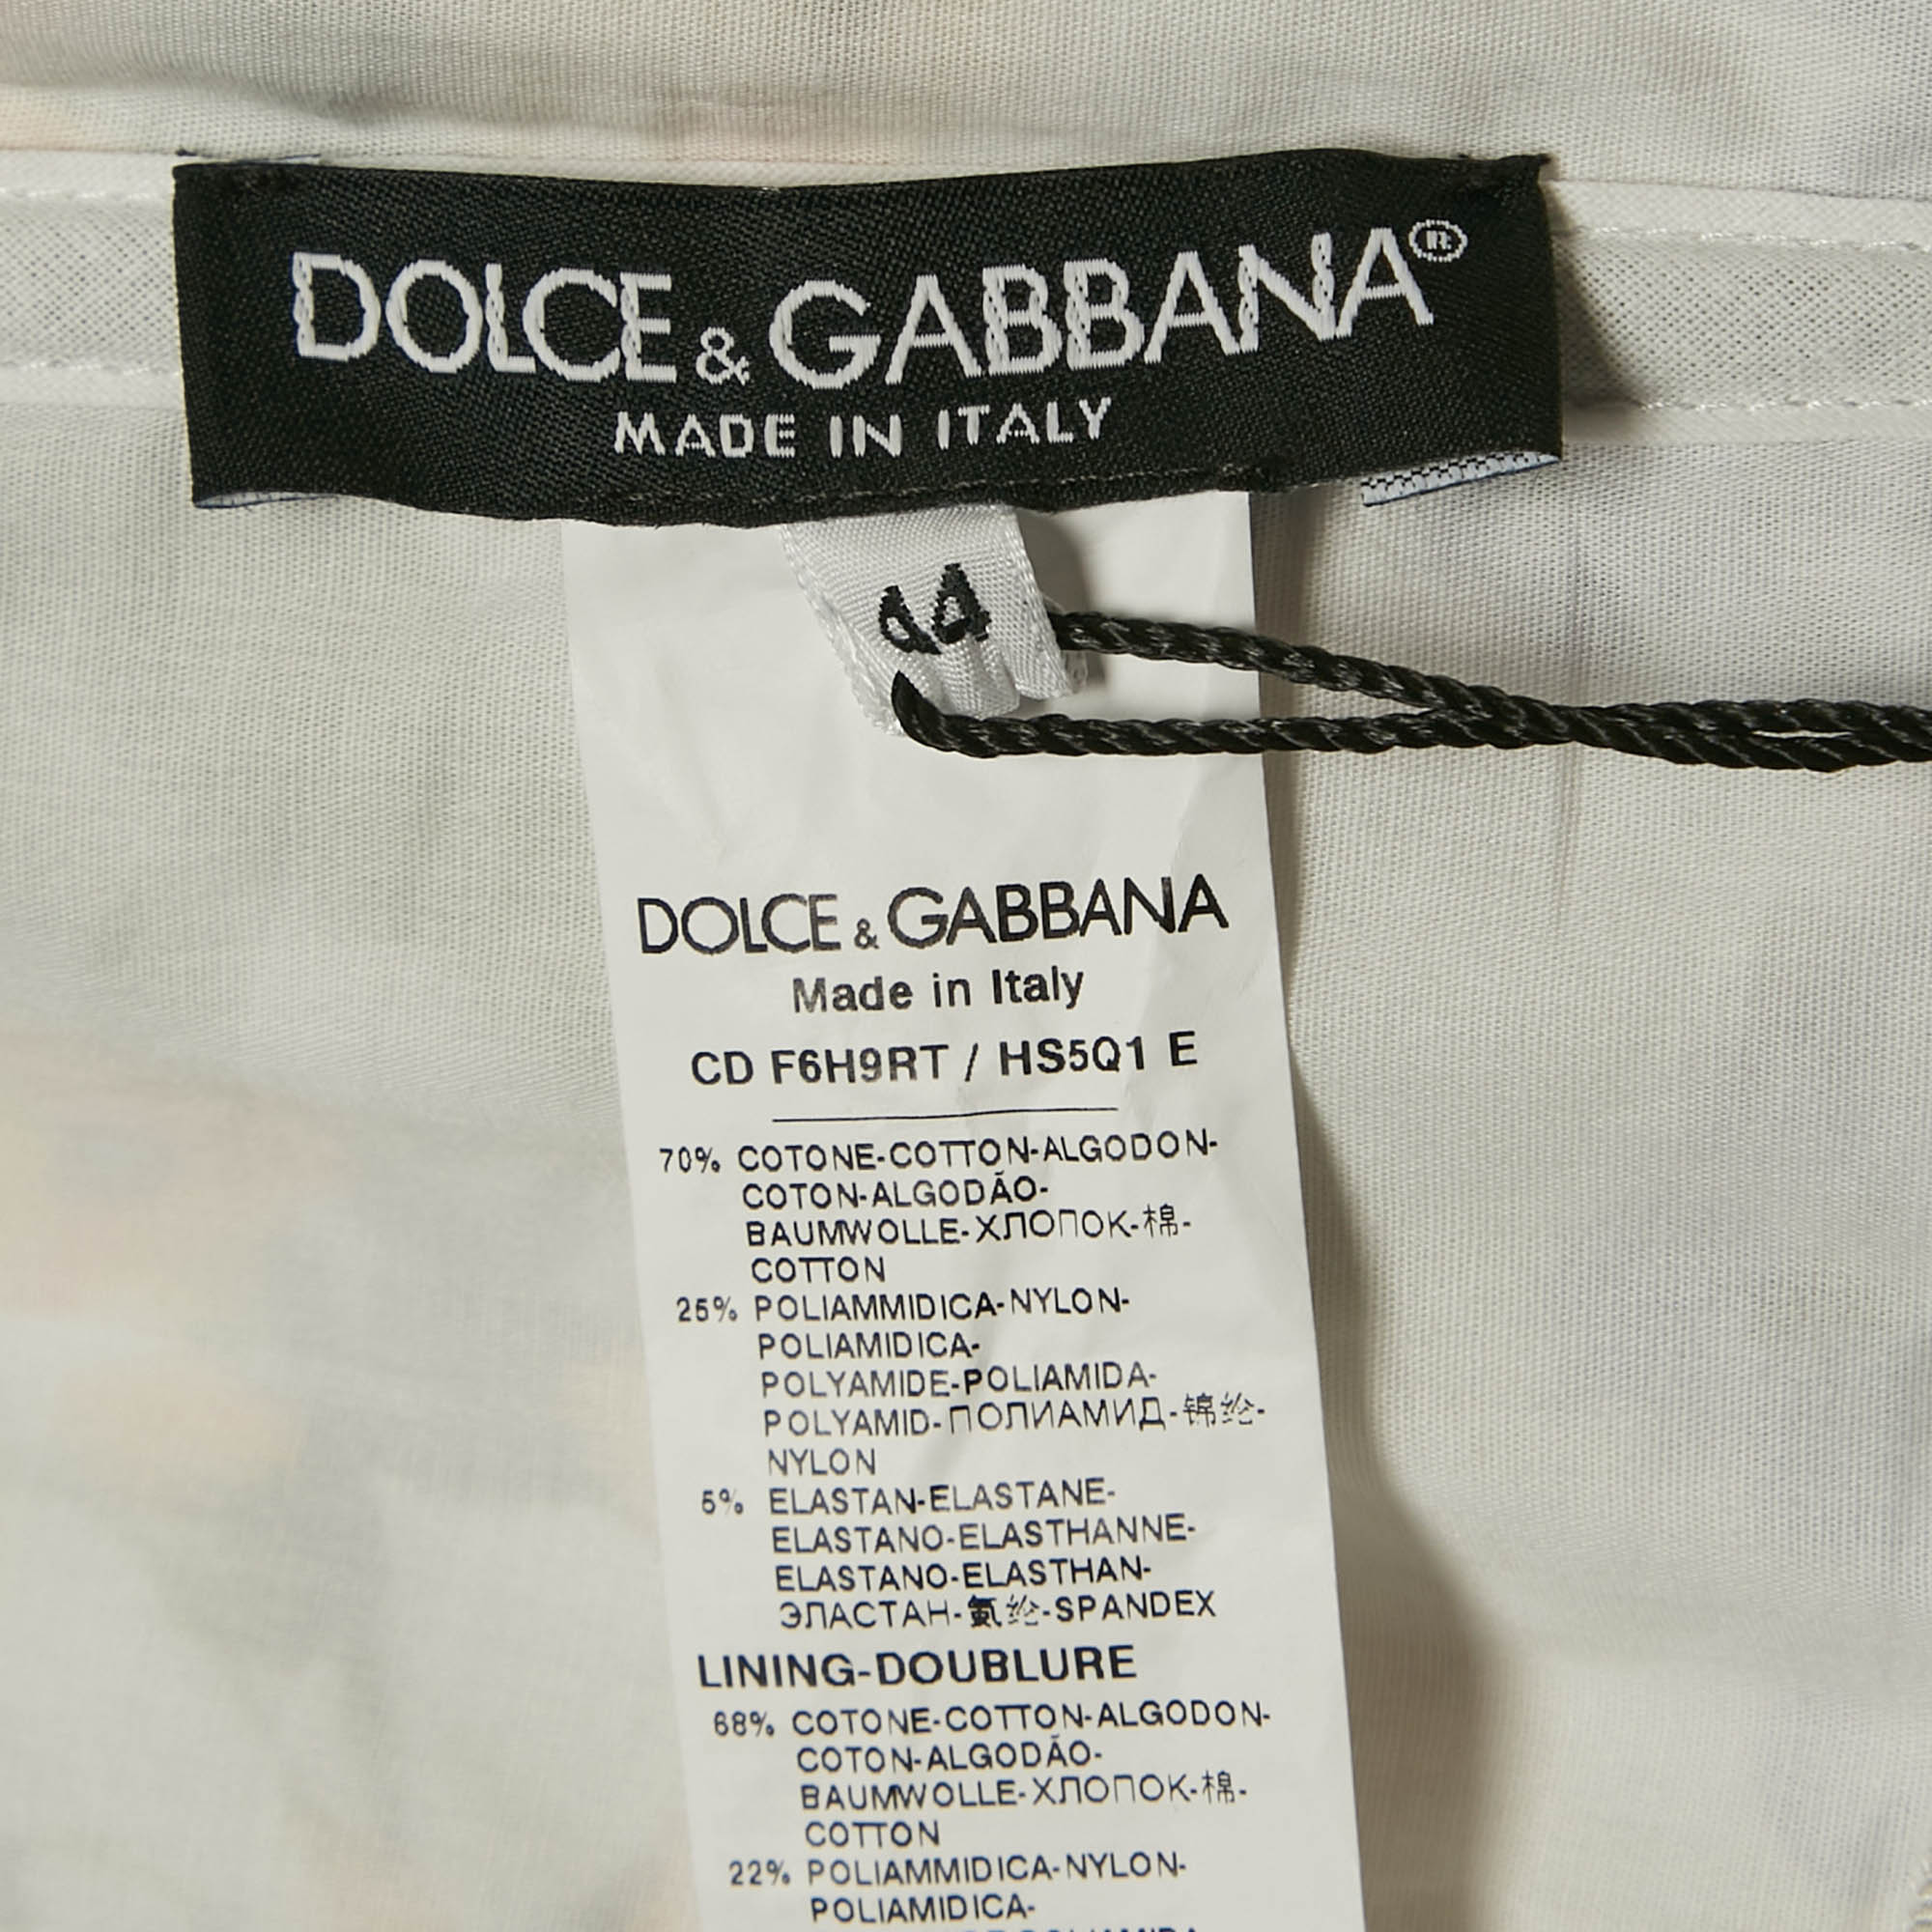 DOLCE & GABBANA®
MADE IN ITALY
44
DOLCE & GABBANA
Made in Italy
CD F6H9RT / HS5Q1 E
70% COTONE-COTTON-ALGODON-
COTON-ALGODÃO-
BAUMWOLLE-ХЛОПОК-棉-
COTTON
25% POLIAMMIDICA-NYLON-
POLIAMIDICA-
POLYAMIDE-POLIAMIDA-
POLYAMID-ПОЛИАМИД-锦纶-
NYLON
5% ELASTAN-ELASTANE-
ELASTANO-ELASTHANNE-
ELASTANO-ELASTHAN-
ЭЛАСТАН-氨纶-SPANDEX
LINING-DOUBLURE
68% COTONE-COTTON-ALGODON-
COTON-ALGODÃO-
BAUMWOLLE-ХЛОПОК-棉-
COTTON
22% POLIAMMIDICA-NYLON-
POLIAMIDICA-